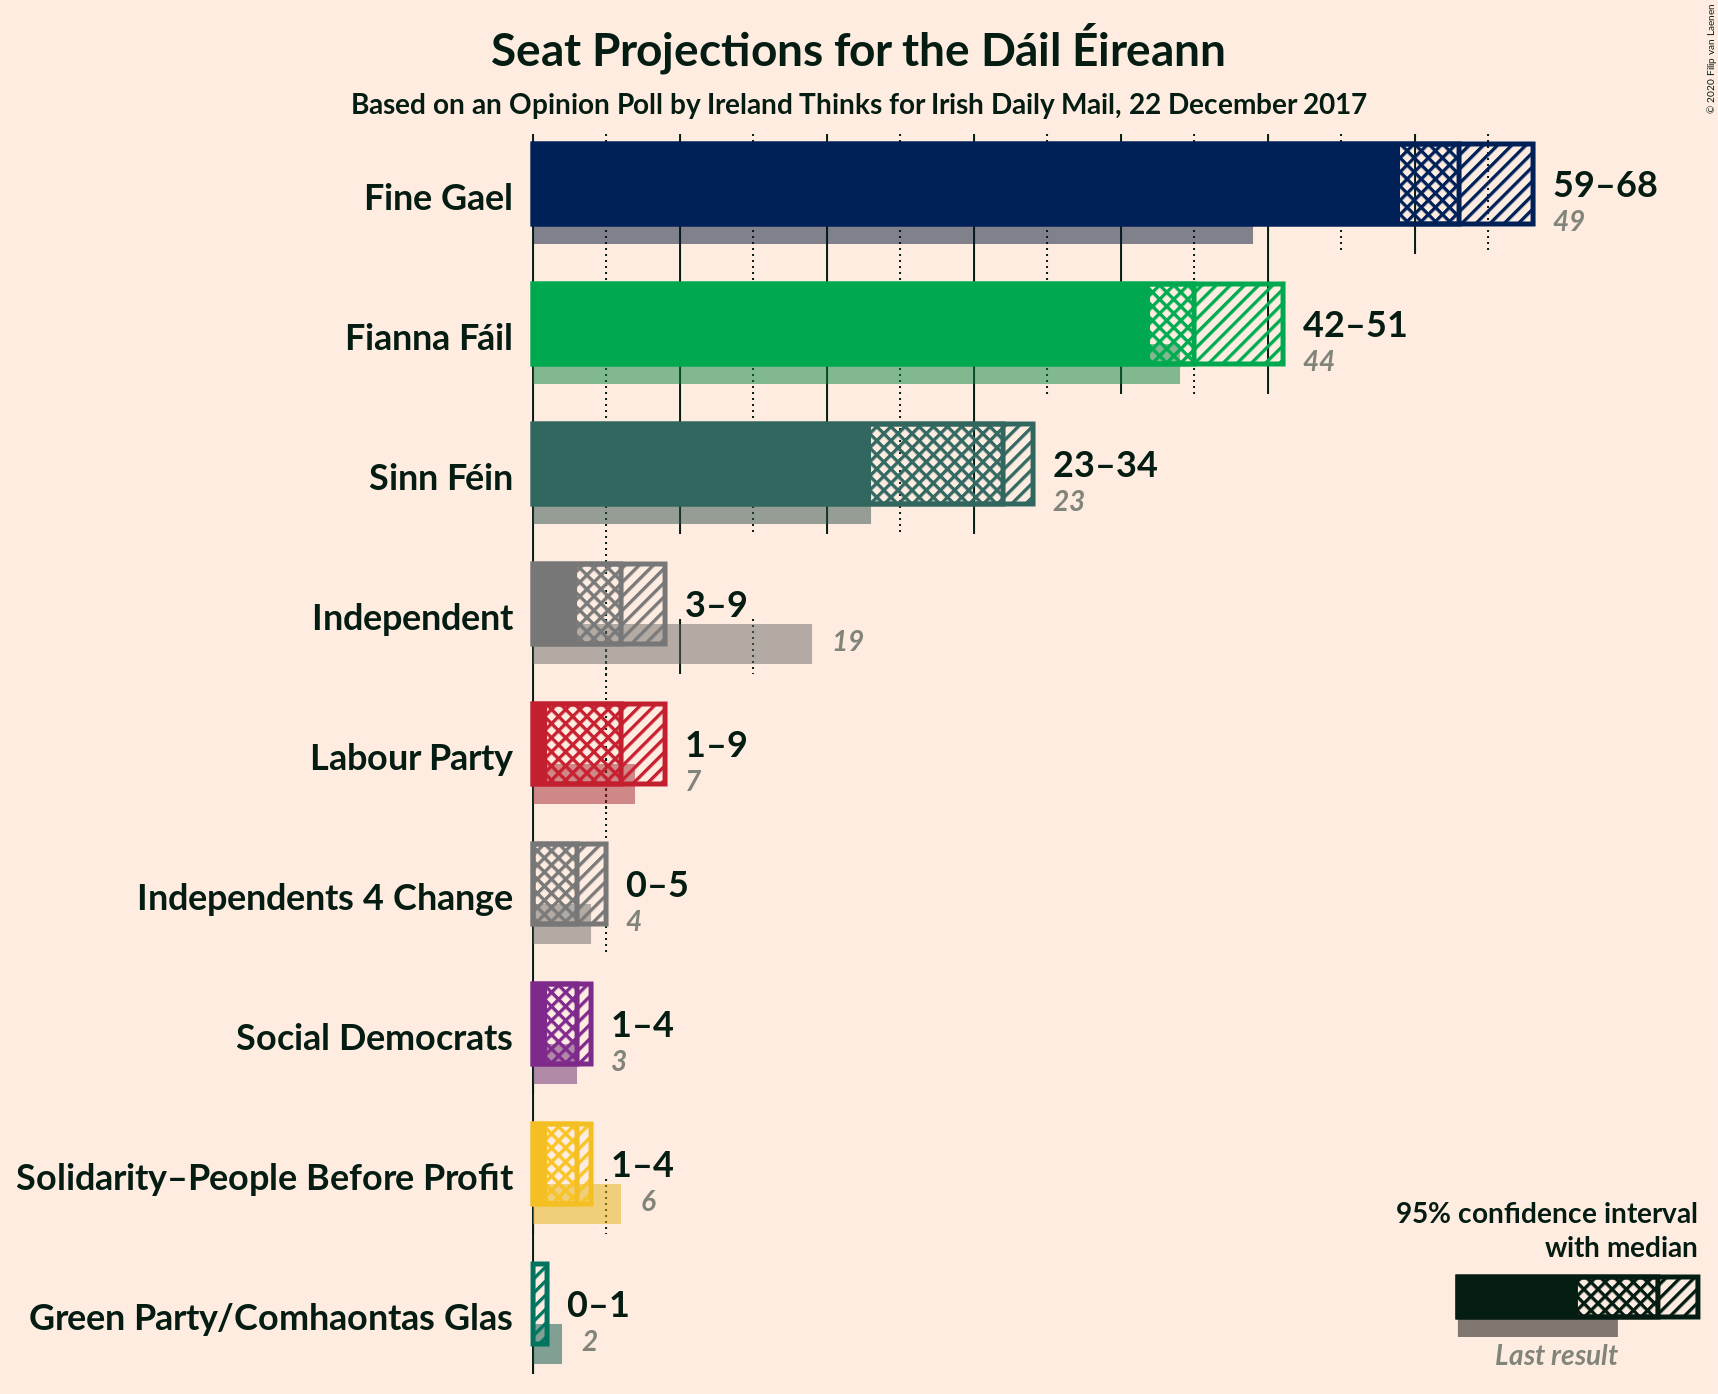 Seat Projections for the Dáil Éireann
Based on an Opinion Poll by Ireland Thinks for Irish Daily Mail, 22 December 2017
© 2020 Filip van Laenen
Fine Gael
59–68
49
Fianna Fáil
42–51
44
Sinn Féin
23–34
23
Independent
3–9
19
Labour Party
1–9
7
Independents 4 Change
0–5
4
Social Democrats
1–4
3
Solidarity–People Before Profit
1–4
6
Green Party/Comhaontas Glas
0–1
2
95% confidence interval
with median
Last result